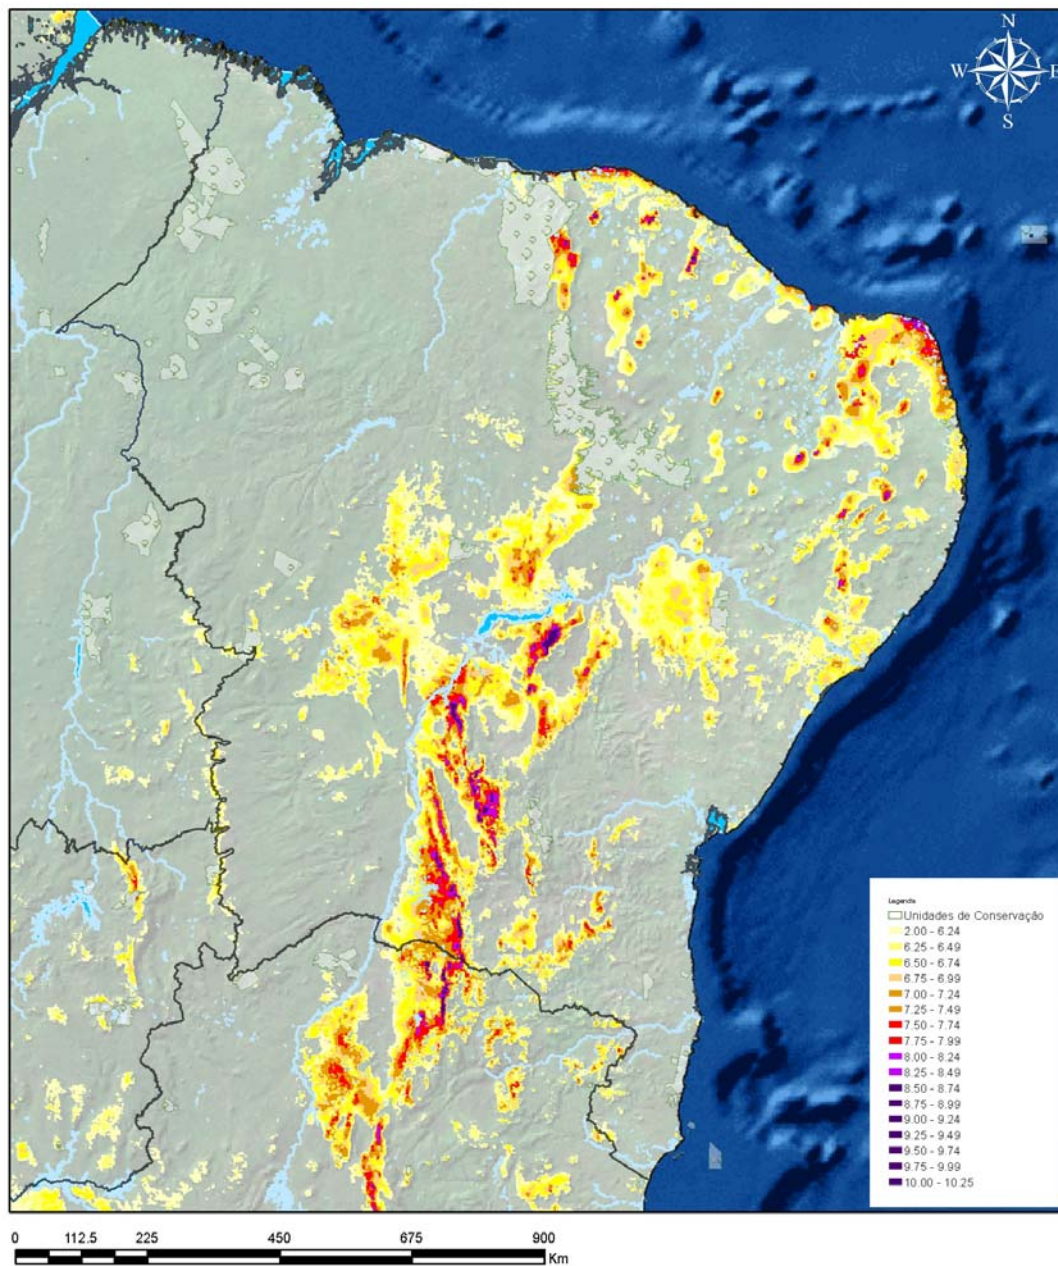 N
W E
S
Legenda
Unidades de Conservação
2.00 - 6.24
6.25 - 6.49
6.50 - 6.74
6.75 - 6.99
7.00 - 7.24
7.25 - 7.49
7.50 - 7.74
7.75 - 7.99
8.00 - 8.24
8.25 - 8.49
8.50 - 8.74
8.75 - 8.99
9.00 - 9.24
9.25 - 9.49
9.50 - 9.74
9.75 - 9.99
10.00 - 10.25
0 112.5 225 450 675 900
Km